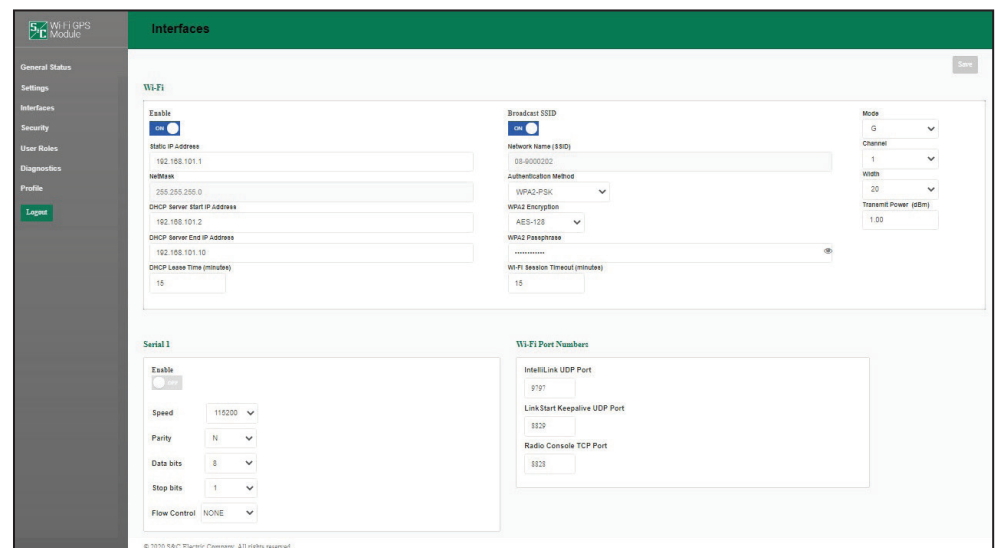 S&C Wi-Fi GPS
Module
Interfaces
General Status
Settings
Interfaces
Security
User Roles
Diagnostics
Profile
Logout
Save
Wi-Fi
Enable
ON
Static IP Address
192.168.101.1
NetMask
255.255.255.0
DHCP Server Start IP Address
192.168.101.2
DHCP Server End IP Address
192.168.101.10
DHCP Lease Time (minutes)
15
Broadcast SSID
ON
Network Name (SSID)
08-9000202
Authentication Method
WPA2-PSK
WPA2 Encryption
AES-128
WPA2 Passphrase
••••••••••••
Wi-Fi Session Timeout (minutes)
15
Mode
G
Channel
1
Width
20
Transmit Power (dBm)
1.00
Serial 1
Enable
OFF
Speed 115200
Parity N
Data bits 8
Stop bits 1
Flow Control NONE
Wi-Fi Port Numbers
IntelliLink UDP Port
9797
LinkStart Keepalive UDP Port
8829
Radio Console TCP Port
8828
© 2020 S&C Electric Company. All rights reserved.